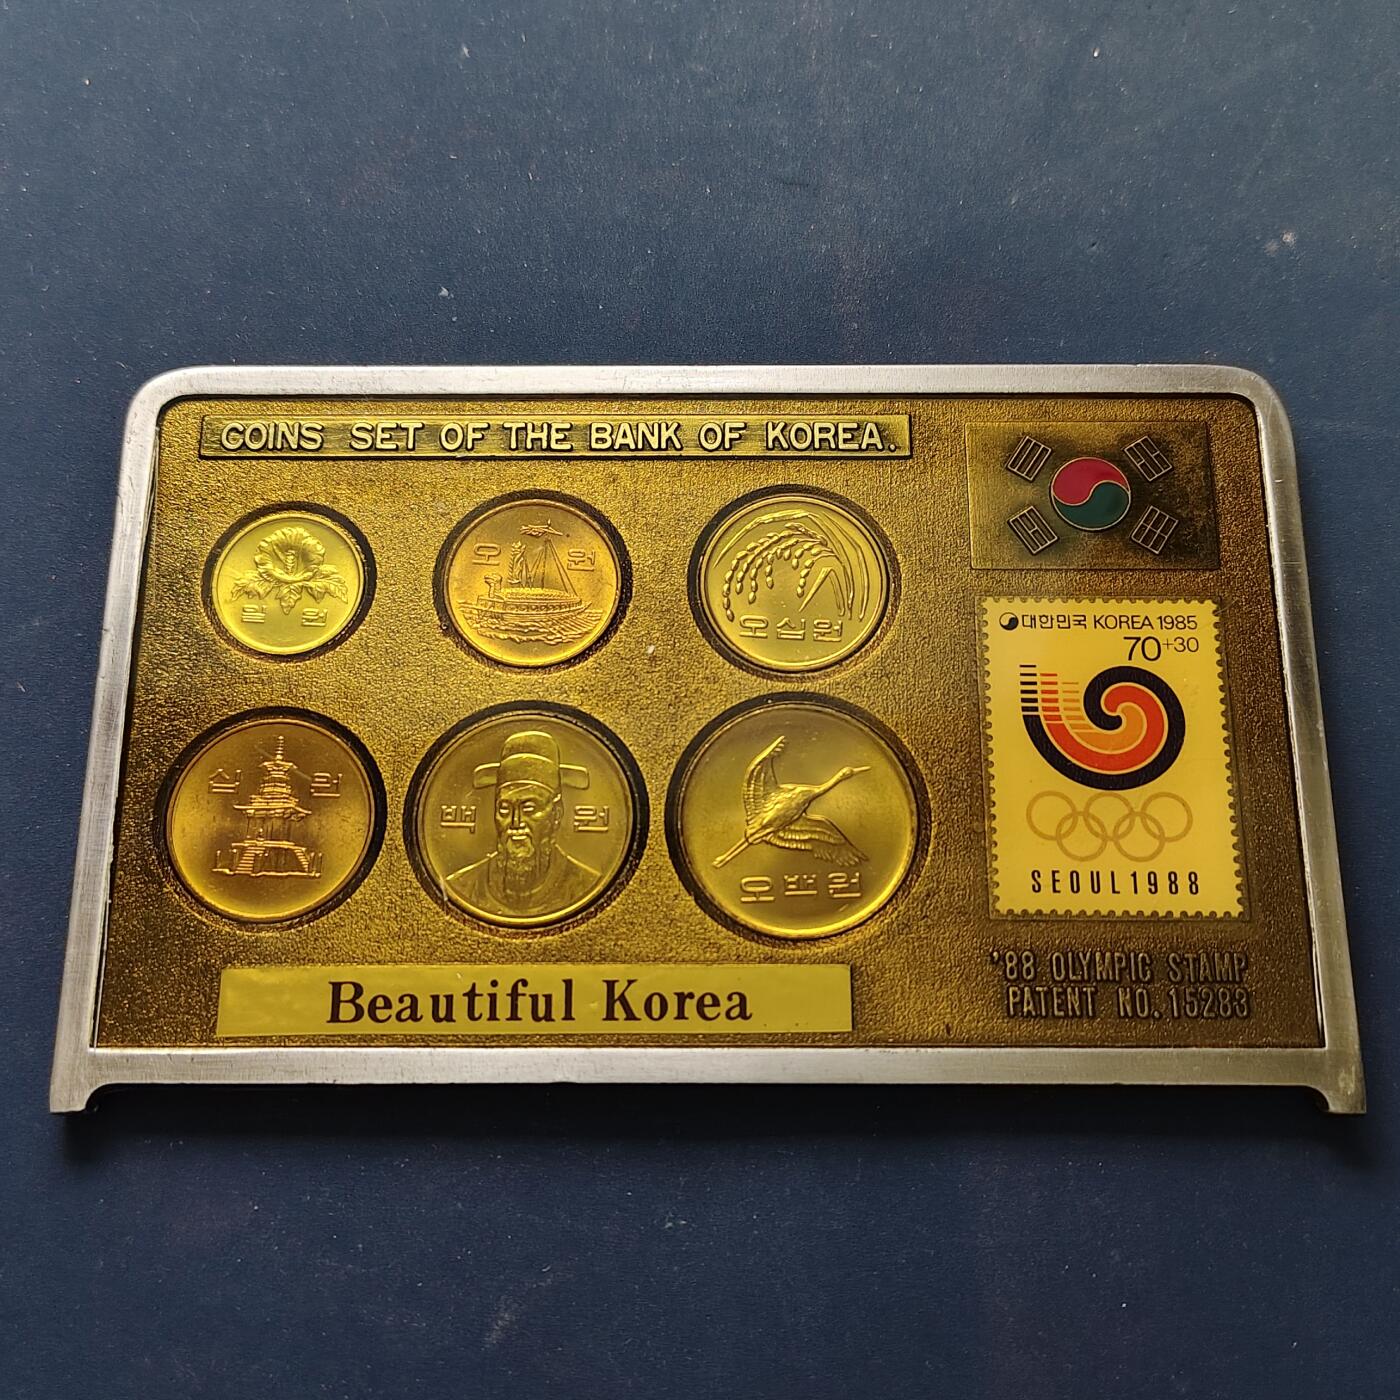 COINS SET OF THE BANK OF KOREA.
일 원
오 원
오십원
십 원
백 원
오백원
대한민국 KOREA 1985
70+30
SEOUL 1988
'88 OLYMPIC STAMP
PATENT NO. 15283
Beautiful Korea